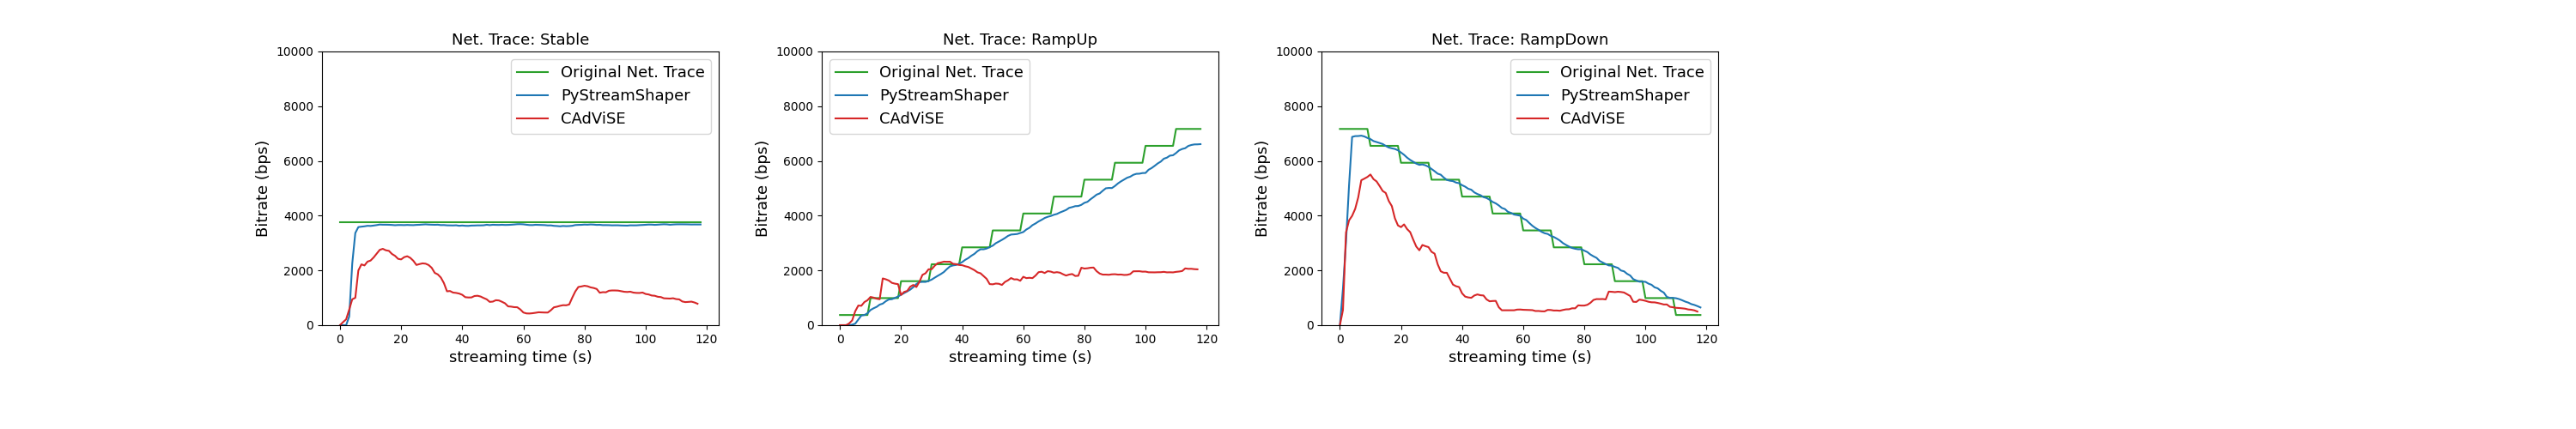 Net. Trace: Stable
10000
8000
6000
4000
2000
0
Bitrate (bps)
Original Net. Trace
PyStreamShaper
CAdViSE
0 20 40 60 80 100 120
streaming time (s)
Net. Trace: RampUp
10000
8000
6000
4000
2000
0
Bitrate (bps)
Original Net. Trace
PyStreamShaper
CAdViSE
0 20 40 60 80 100 120
streaming time (s)
Net. Trace: RampDown
10000
8000
6000
4000
2000
0
Bitrate (bps)
Original Net. Trace
PyStreamShaper
CAdViSE
0 20 40 60 80 100 120
streaming time (s)